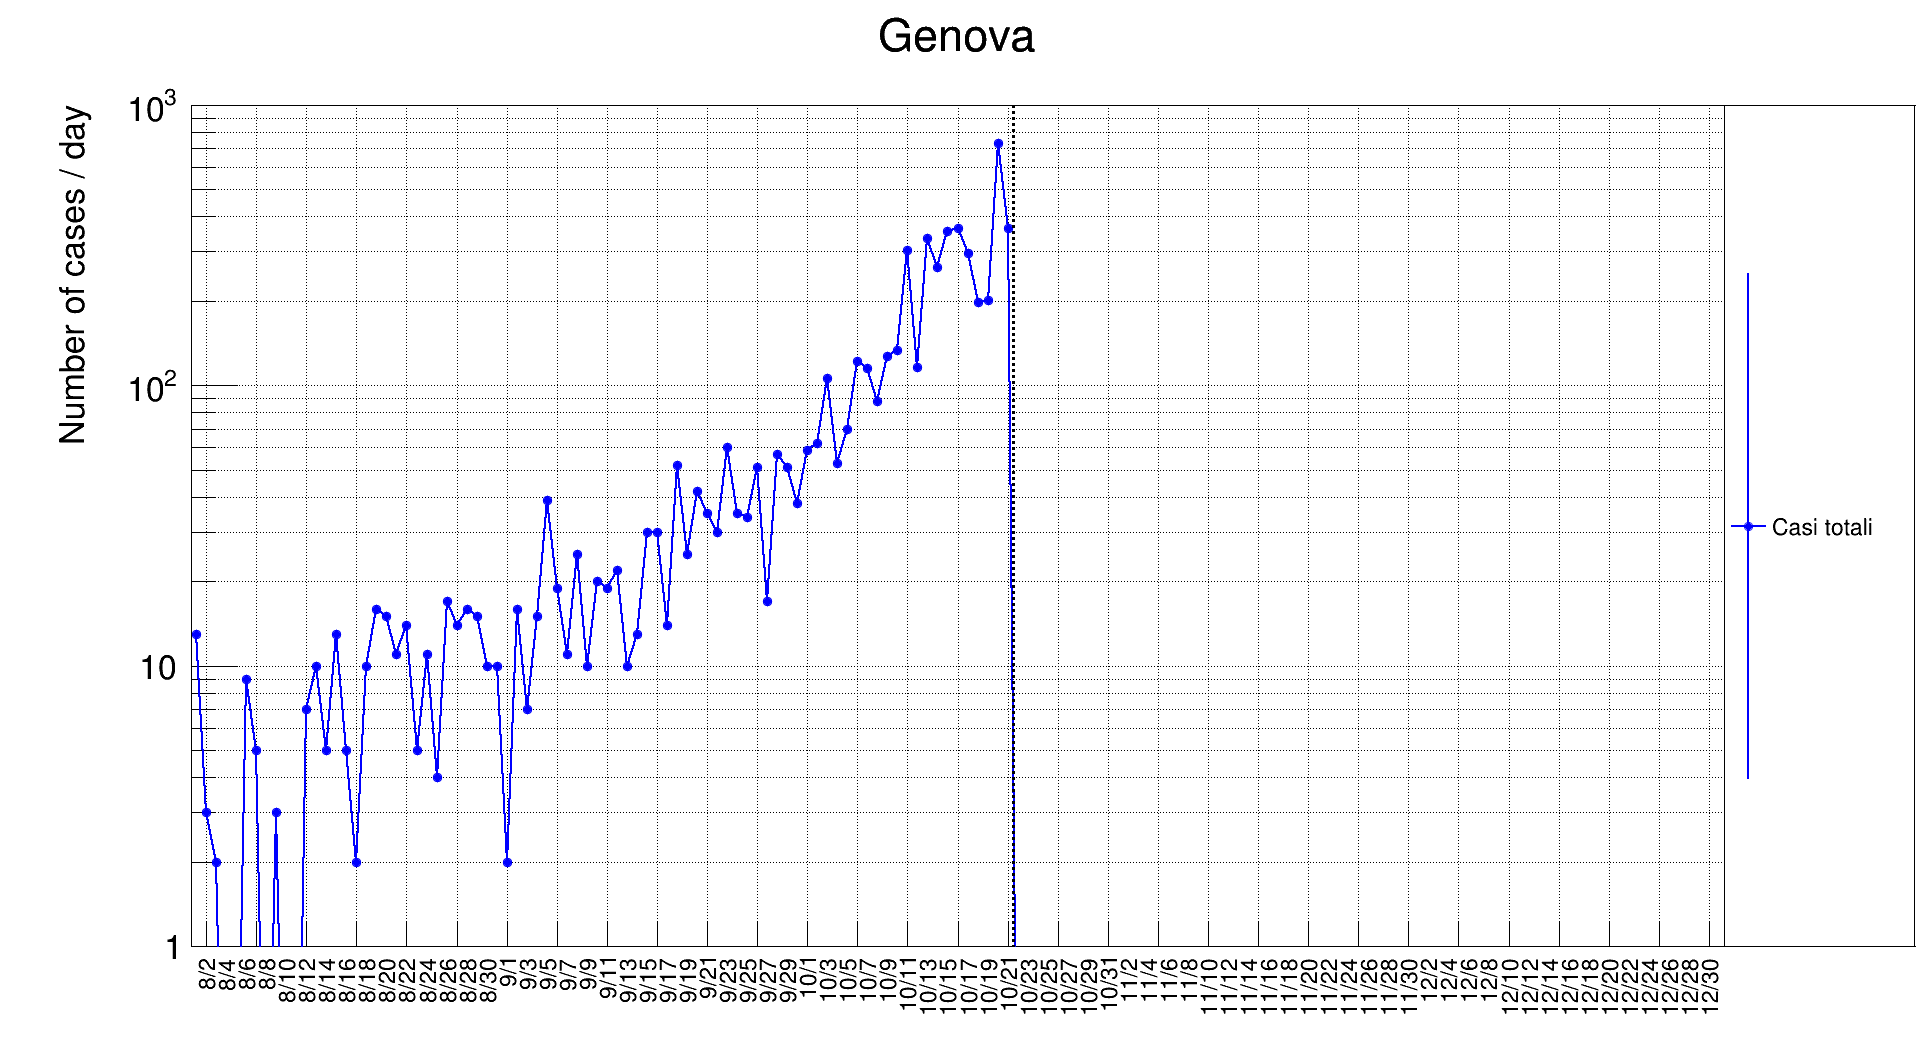 Genova
Number of cases / day
10³
10²
10
1
8/2 8/4 8/6 8/8 8/10 8/12 8/14 8/16 8/18 8/20 8/22 8/24 8/26 8/28 8/30 9/1 9/3 9/5 9/7 9/9 9/11 9/13 9/15 9/17 9/19 9/21 9/23 9/25 9/27 9/29 10/1 10/3 10/5 10/7 10/9 10/11 10/13 10/15 10/17 10/19 10/21 10/23 10/25 10/27 10/29 10/31 11/2 11/4 11/6 11/8 11/10 11/12 11/14 11/16 11/18 11/20 11/22 11/24 11/26 11/28 11/30 12/2 12/4 12/6 12/8 12/10 12/12 12/14 12/16 12/18 12/20 12/22 12/24 12/26 12/28 12/30
Casi totali